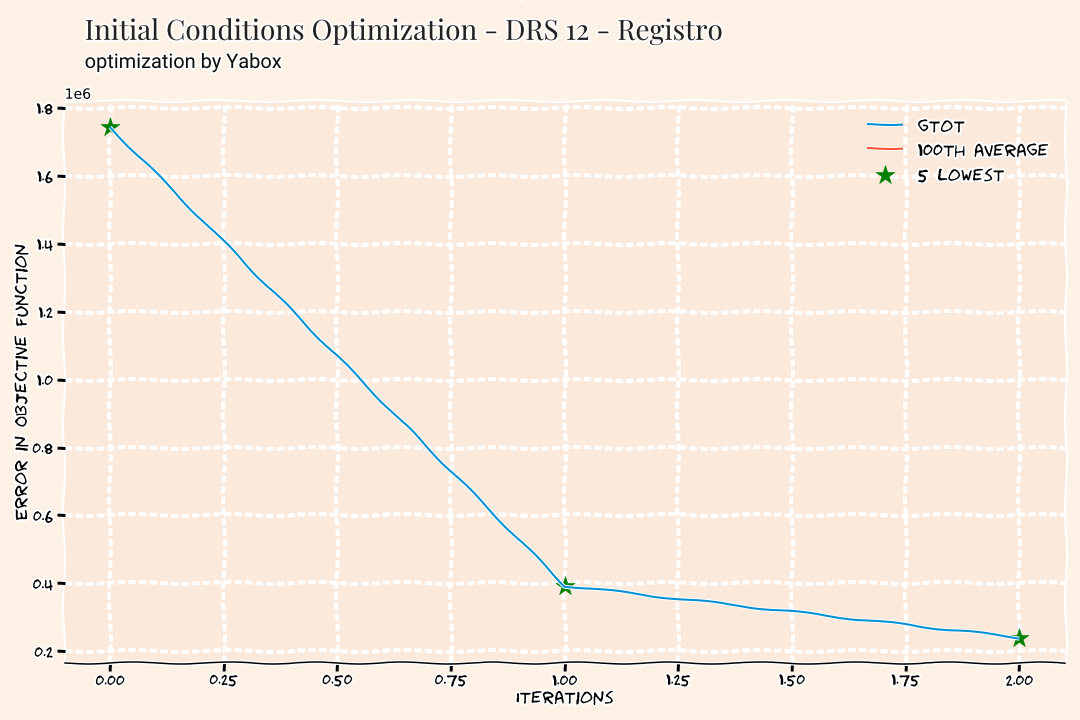 Initial Conditions Optimization - DRS 12 - Registro
optimization by Yabox
1e6
1.8
1.6
1.4
1.2
1.0
0.8
0.6
0.4
0.2
ERROR IN OBJECTIVE FUNCTION
GTOT
100TH AVERAGE
5 LOWEST
0.00 0.25 0.50 0.75 1.00 1.25 1.50 1.75 2.00
ITERATIONS